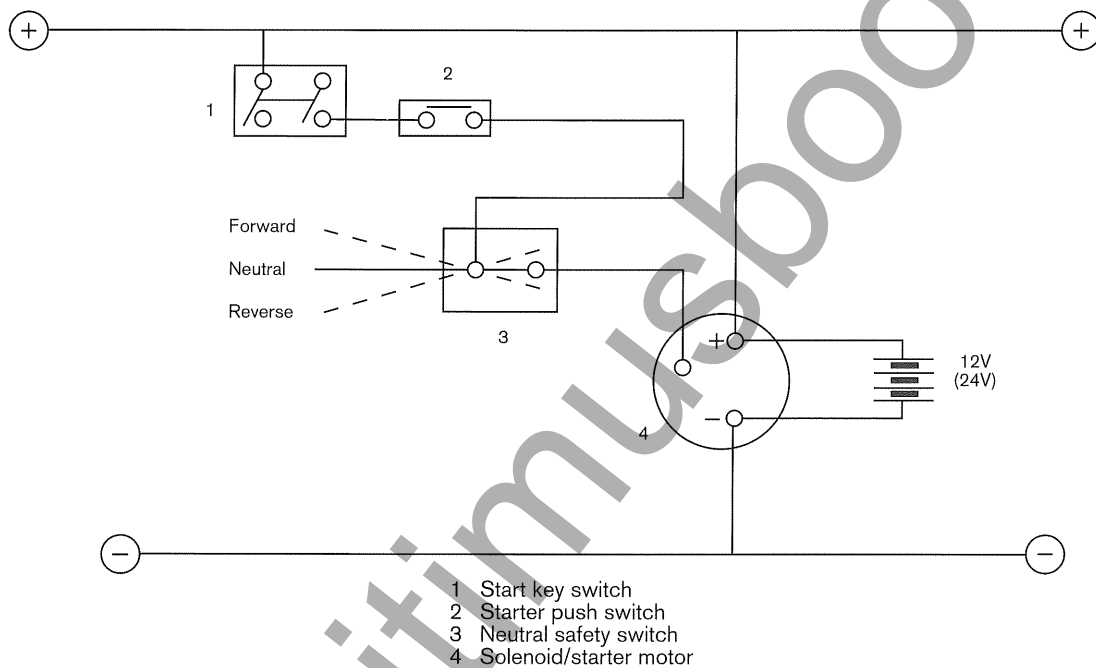 + +
2
1
Forward
Neutral
Reverse
3
+
12V
(24V)
−
4
− −
1 Start key switch
2 Starter push switch
3 Neutral safety switch
4 Solenoid/starter motor
itimusboo